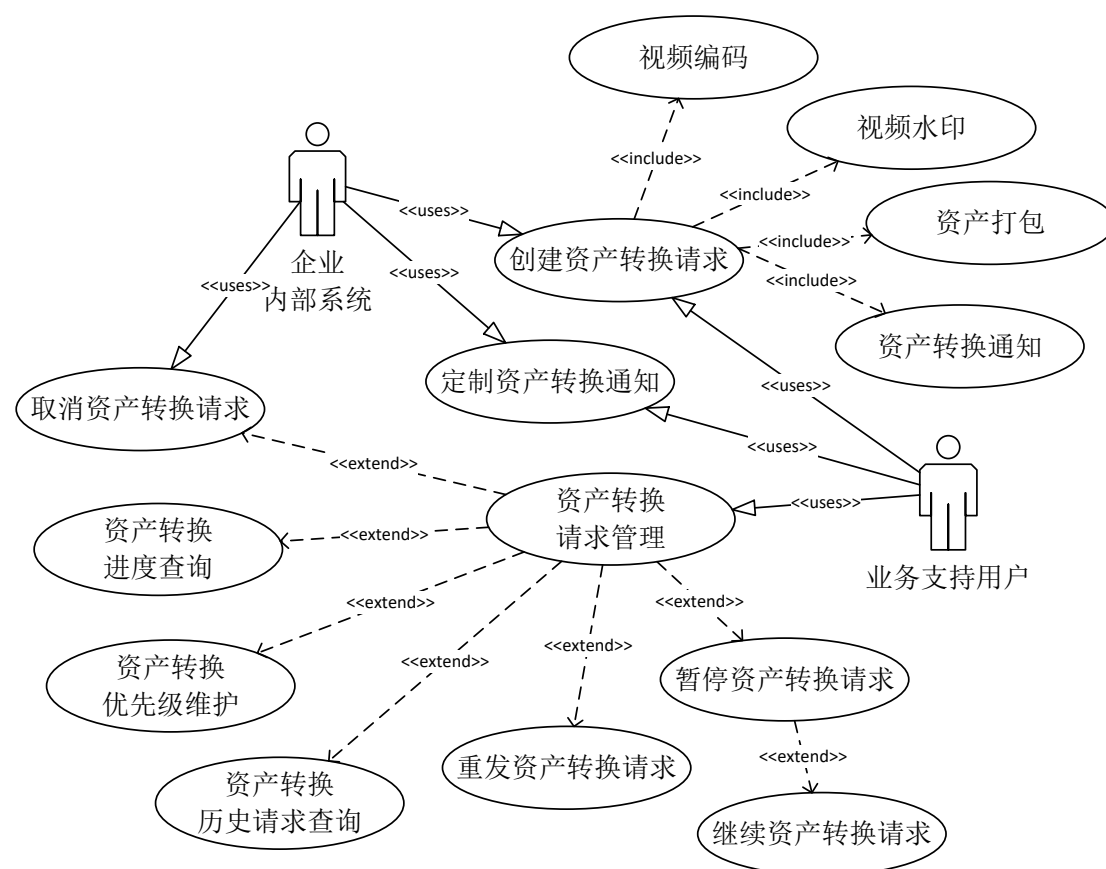 视频编码
视频水印
<<include>>
<<include>>
资产打包
<<uses>>
<<include>>
创建资产转换请求
企业
内部系统
<<uses>>
<<include>>
<<uses>>
资产转换通知
定制资产转换通知
<<uses>>
取消资产转换请求
<<uses>>
<<extend>>
资产转换
请求管理
<<uses>>
资产转换
进度查询
<<extend>>
业务支持用户
<<extend>>
<<extend>>
<<extend>>
<<extend>>
资产转换
优先级维护
暂停资产转换请求
<<extend>>
重发资产转换请求
资产转换
历史请求查询
继续资产转换请求